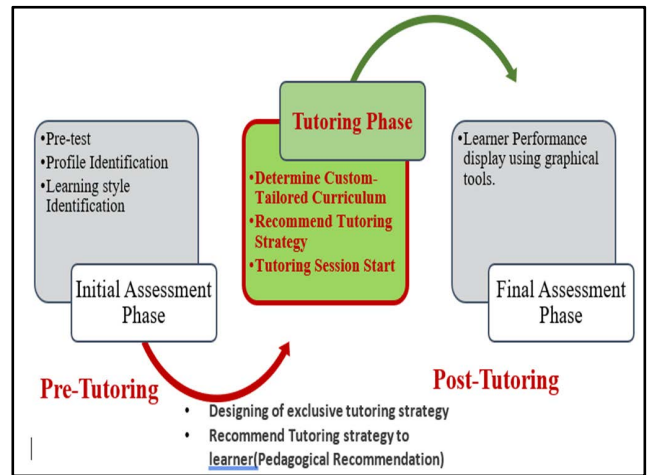 •Pre-test
•Profile Identification
•Learning style
Identification
Initial Assessment
Phase
Pre-Tutoring
Tutoring Phase
•Determine Custom-
Tailored Curriculum
•Recommend Tutoring
Strategy
•Tutoring Session Start
•Learner Performance
display using graphical
tools.
Final Assessment
Phase
Post-Tutoring
• Designing of exclusive tutoring strategy
• Recommend Tutoring strategy to
learner(Pedagogical Recommendation)